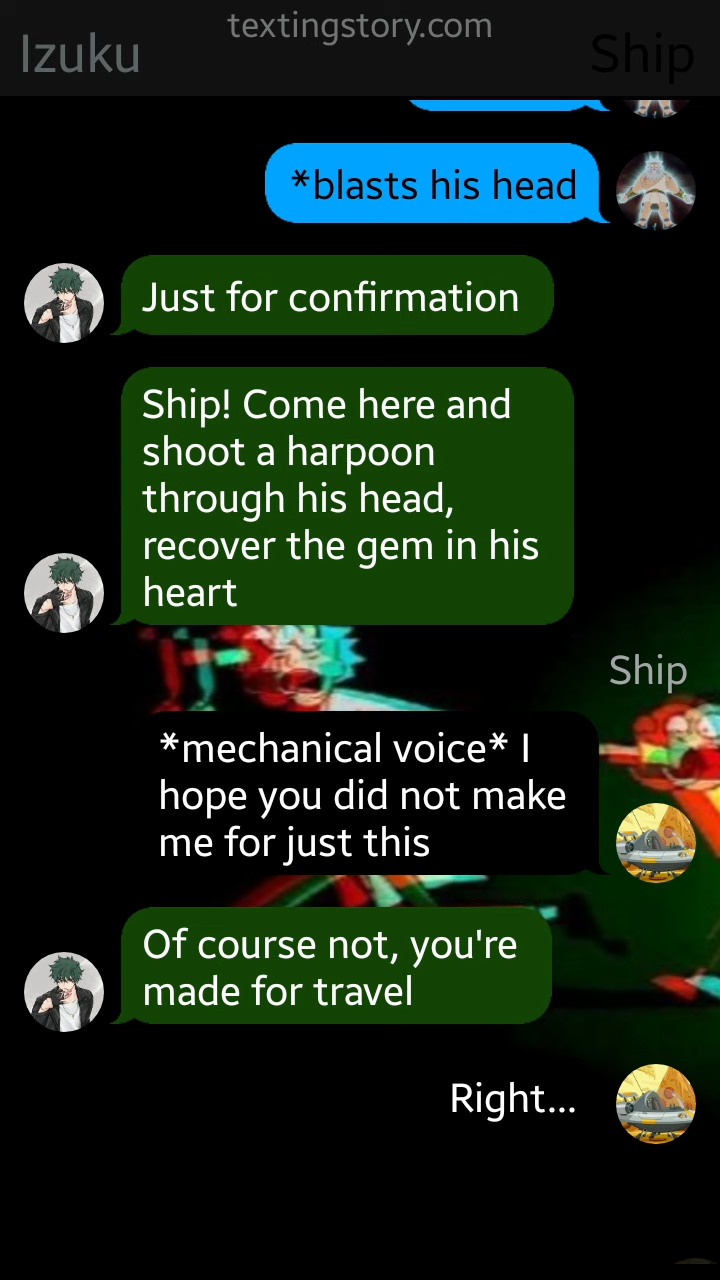 textingstory.com
Izuku
Ship
*blasts his head
Just for confirmation
Ship! Come here and
shoot a harpoon
through his head,
recover the gem in his
heart
Ship
*mechanical voice* I
hope you did not make
me for just this
Of course not, you're
made for travel
Right...